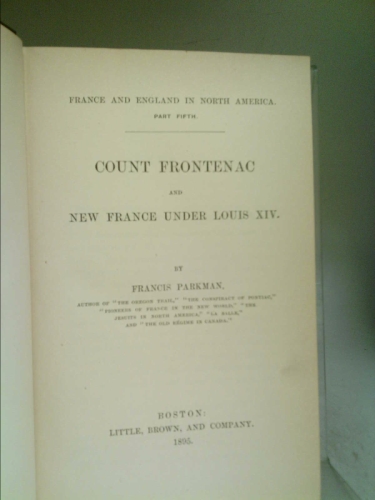 FRANCE AND ENGLAND IN NORTH AMERICA.
PART FIFTH.
COUNT FRONTENAC
AND
NEW FRANCE UNDER LOUIS XIV.
BY
FRANCIS PARKMAN,
AUTHOR OF "THE OREGON TRAIL," "THE CONSPIRACY OF PONTIAC,"
"PIONEERS OF FRANCE IN THE NEW WORLD," "THE
JESUITS IN NORTH AMERICA," "LA SALLE,"
AND "THE OLD RÉGIME IN CANADA."
BOSTON:
LITTLE, BROWN, AND COMPANY.
1895.